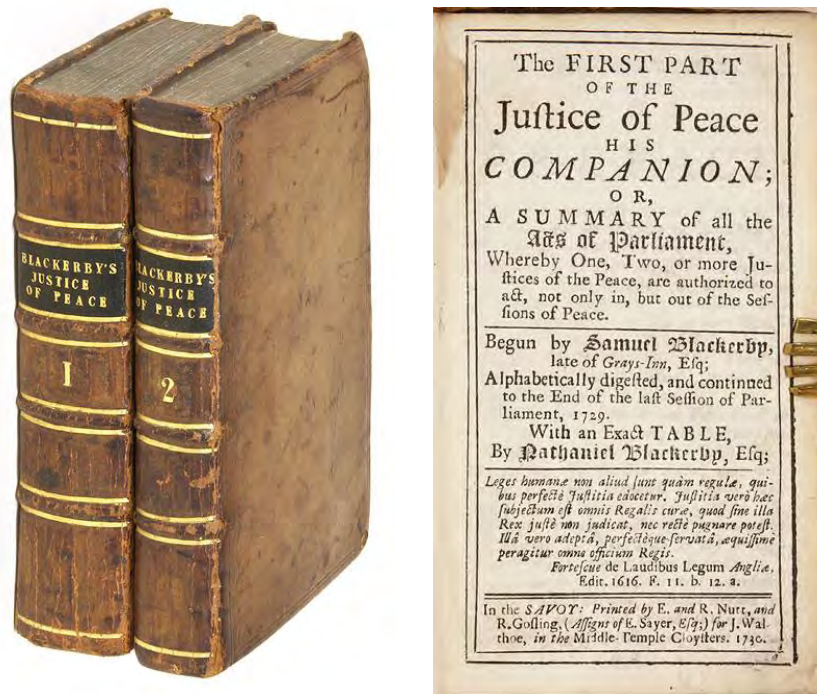 BLACKERBY'S
JUSTICE
OF PEACE
1
BLACKERBY'S
JUSTICE
OF PEACE
2
The FIRST PART
OF THE
Juſtice of Peace
HIS
COMPANION;
OR,
A SUMMARY of all the
Acts of Parliament,
Whereby One, Two, or more Ju-
ſtices of the Peace, are authorized to
act, not only in, but out of the Seſ-
ſions of Peace.
Begun by Samuel Blackerby,
late of Grays-Inn, Eſq;
Alphabetically digeſted, and continued
to the End of the laſt Seſſion of Par-
liament, 1729.
With an Exact TABLE,
By Nathaniel Blackerby, Eſq;
Leges humanæ non aliud ſunt quàm regulæ, qui-
bus perfectè Juſtitia edocetur. Juſtitia verò hæc
ſubjectum eſt omnis Regalis curæ, quod ſine illa
Rex juſtè non judicat, nec rectè pugnare poteſt.
Illâ vero adeptâ, perfectèque ſervatâ, æquiſſimè
peragitur omne officium Regis.
Forteſcue de Laudibus Legum Angliæ,
Edit. 1616. F. 11. b. 12. a.
In the SAVOY: Printed by E. and R. Nutt, and
R. Goſling, (Aſſigns of E. Sayer, Eſq;) for J. Wal-
thoe, in the Middle-Temple Cloyſters. 1730.